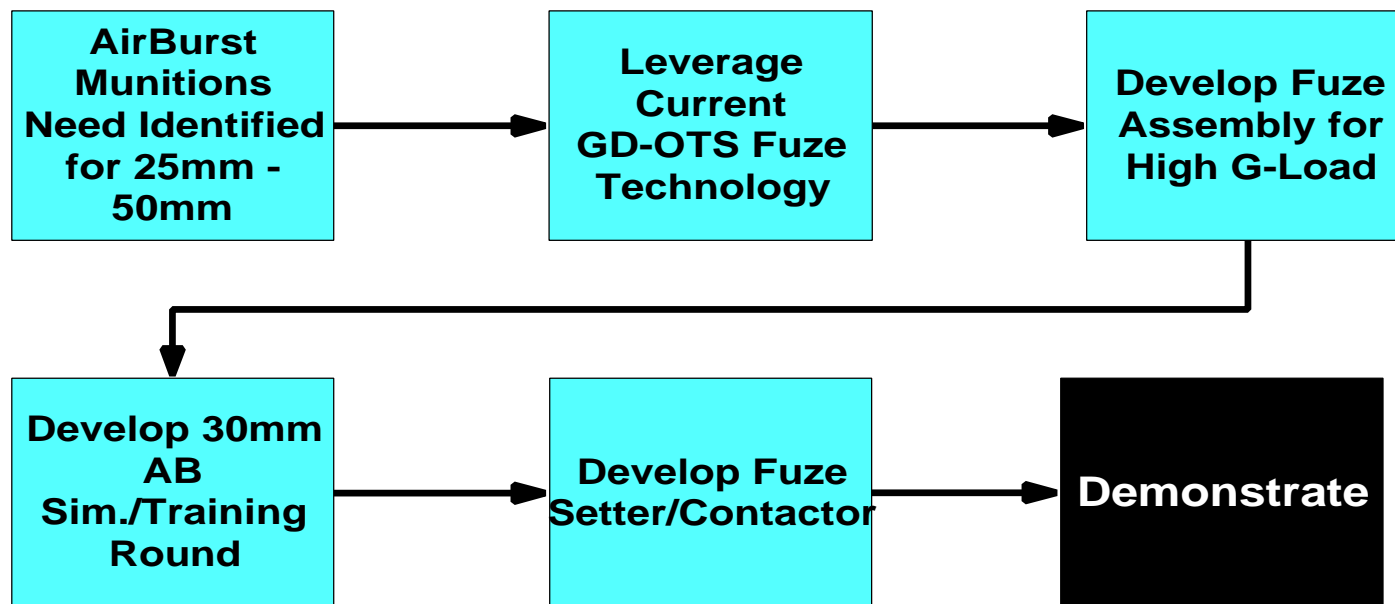 AirBurst
Munitions
Need Identified
for 25mm -
50mm
Leverage
Current
GD-OTS Fuze
Technology
Develop Fuze
Assembly for
High G-Load
Develop 30mm
AB
Sim./Training
Round
Develop Fuze
Setter/Contactor
Demonstrate